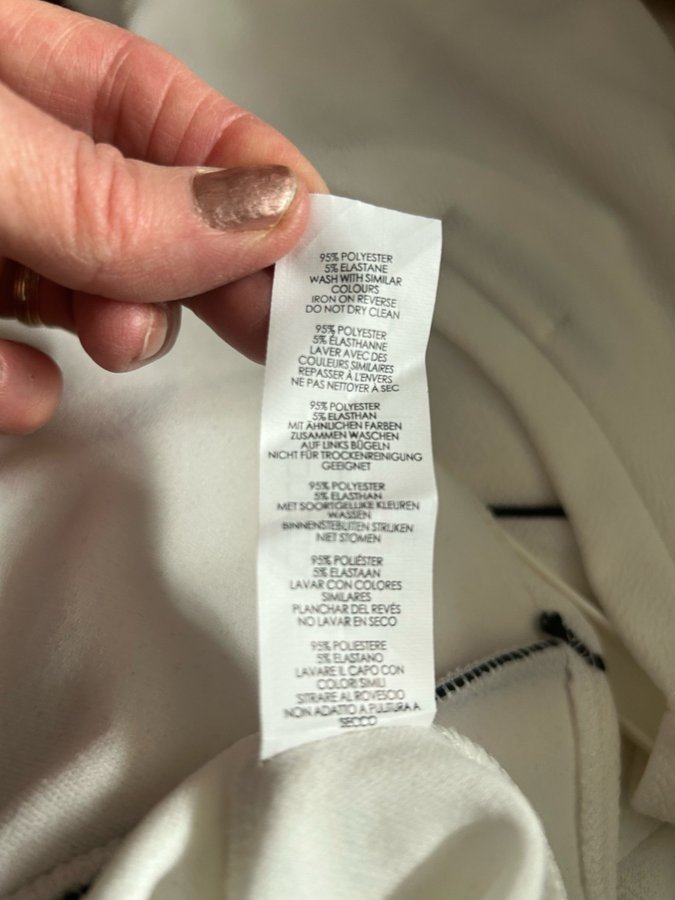 95% POLYESTER
5% ELASTANE
WASH WITH SIMILAR
COLOURS
IRON ON REVERSE
DO NOT DRY CLEAN
95% POLYESTER
5% ÉLASTHANNE
LAVER AVEC DES
COULEURS SIMILAIRES
REPASSER À L'ENVERS
NE PAS NETTOYER À SEC
95% POLYESTER
5% ELASTHAN
MIT ÄHNLICHEN FARBEN
ZUSAMMEN WASCHEN
AUF LINKS BÜGELN
NICHT FÜR TROCKENREINIGUNG
GEEIGNET
95% POLYESTER
5% ELASTHAN
MET SOORTGELIJKE KLEUREN
WASSEN
BINNENSTEBUITEN STRIJKEN
NIET STOMEN
95% POLIÉSTER
5% ELASTAAN
LAVAR CON COLORES
SIMILARES
PLANCHAR DEL REVÉS
NO LAVAR EN SECO
95% POLIESTERE
5% ELASTANO
LAVARE IL CAPO CON
COLORI SIMILI
STIRARE AL ROVESCIO
NON ADATTO A PULITURA A
SECCO